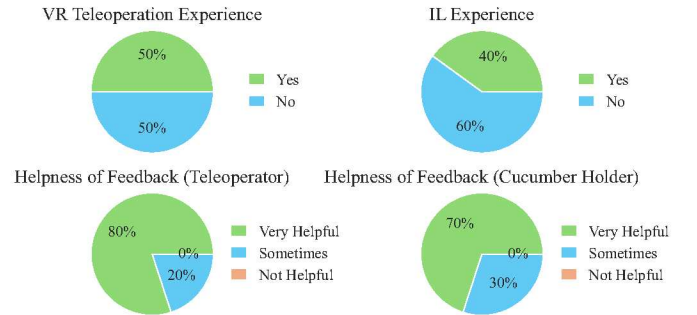 VR Teleoperation Experience
50%
50%
Yes
No
IL Experience
40%
60%
Yes
No
Helpness of Feedback (Teleoperator)
80%
0%
20%
Very Helpful
Sometimes
Not Helpful
Helpness of Feedback (Cucumber Holder)
70%
0%
30%
Very Helpful
Sometimes
Not Helpful